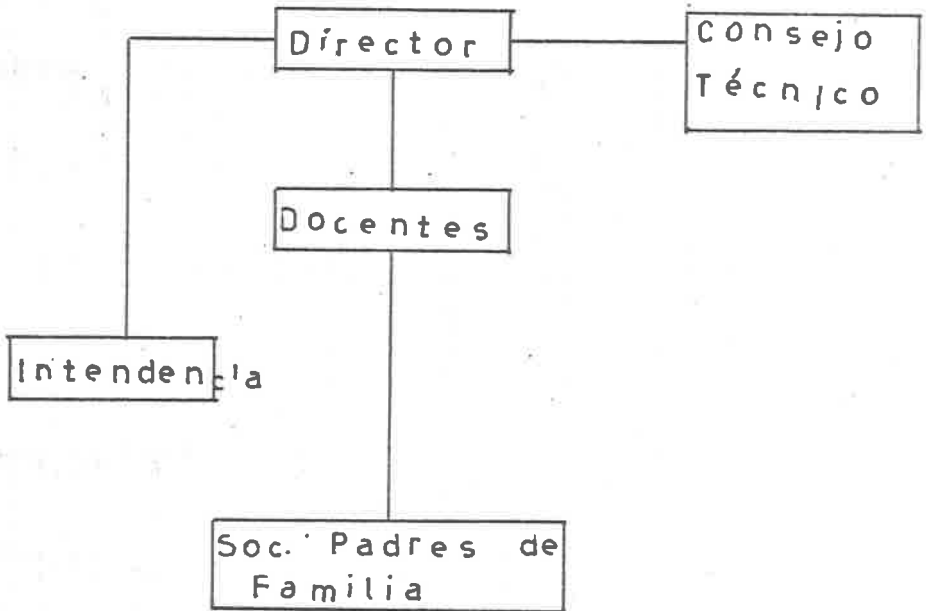 Director
Consejo
Técnico
Docentes
Intendencia
Soc. Padres de
Familia